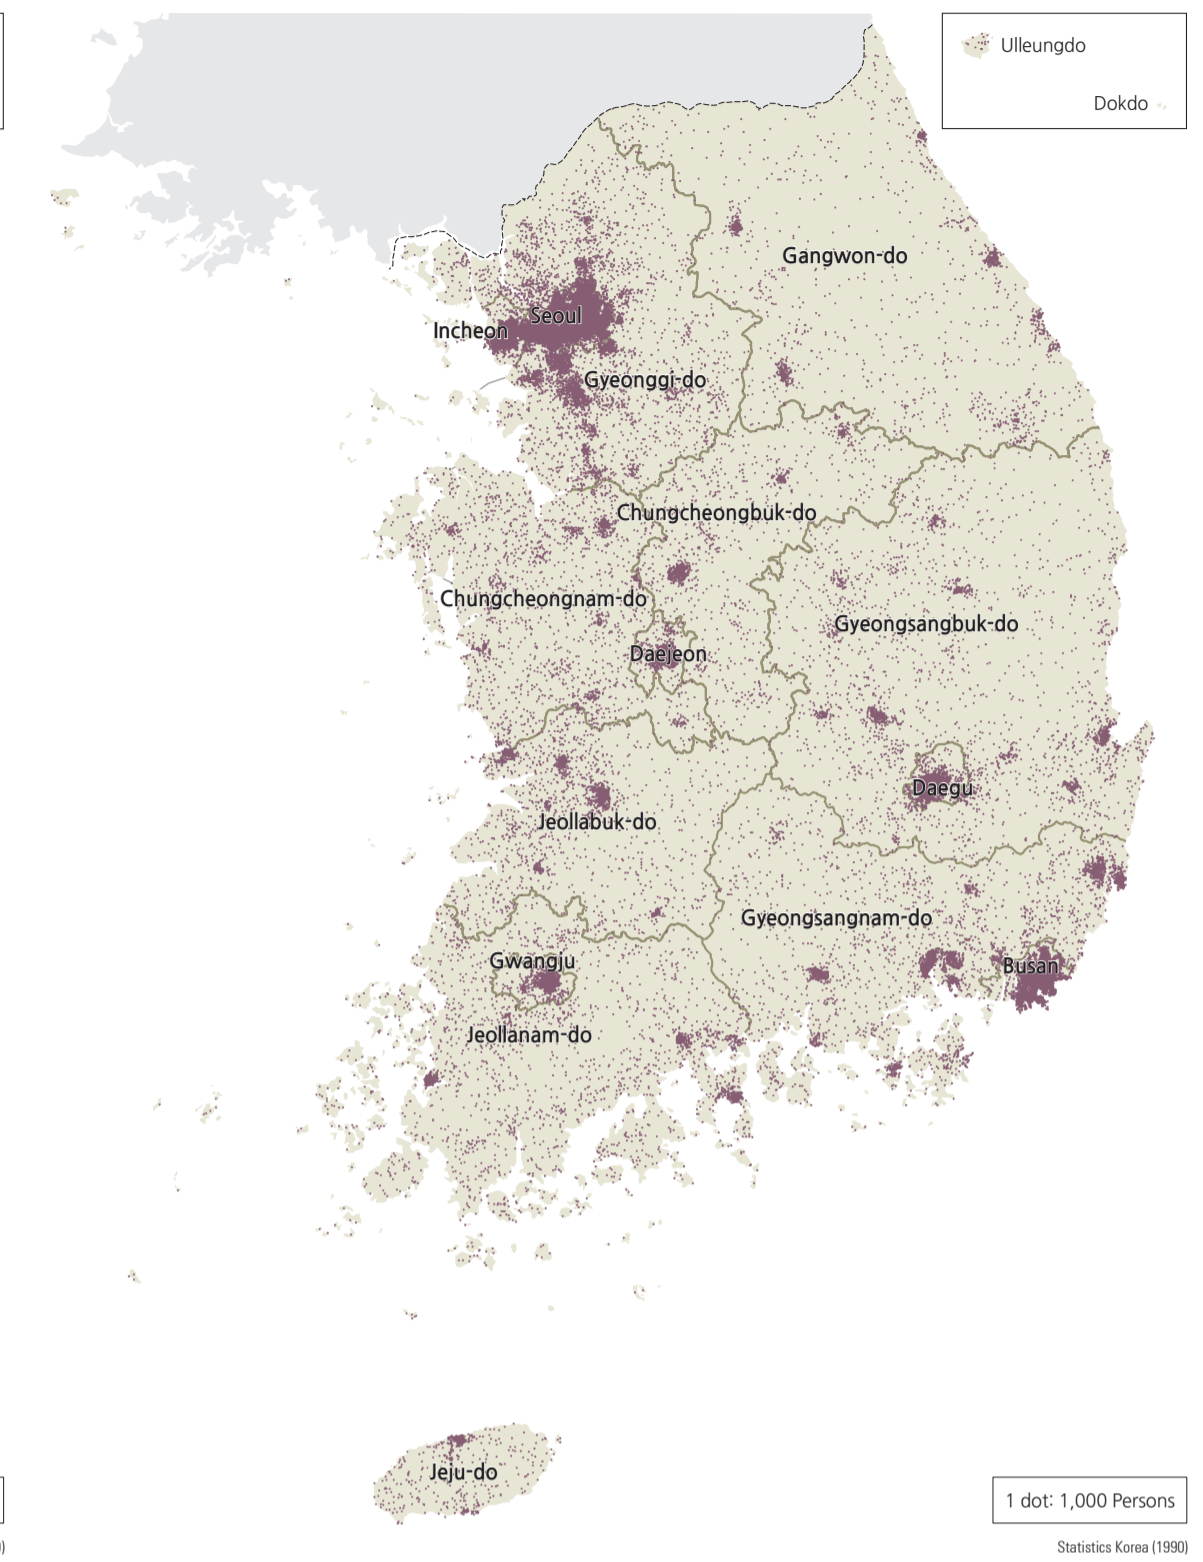 Ulleungdo
Dokdo
Gangwon-do
Seoul
Incheon
Gyeonggi-do
Chungcheongbuk-do
Chungcheongnam-do
Gyeongsangbuk-do
Daejeon
Daegu
Jeollabuk-do
Gyeongsangnam-do
Gwangju
Busan
Jeollanam-do
Jeju-do
1 dot: 1,000 Persons
Statistics Korea (1990)